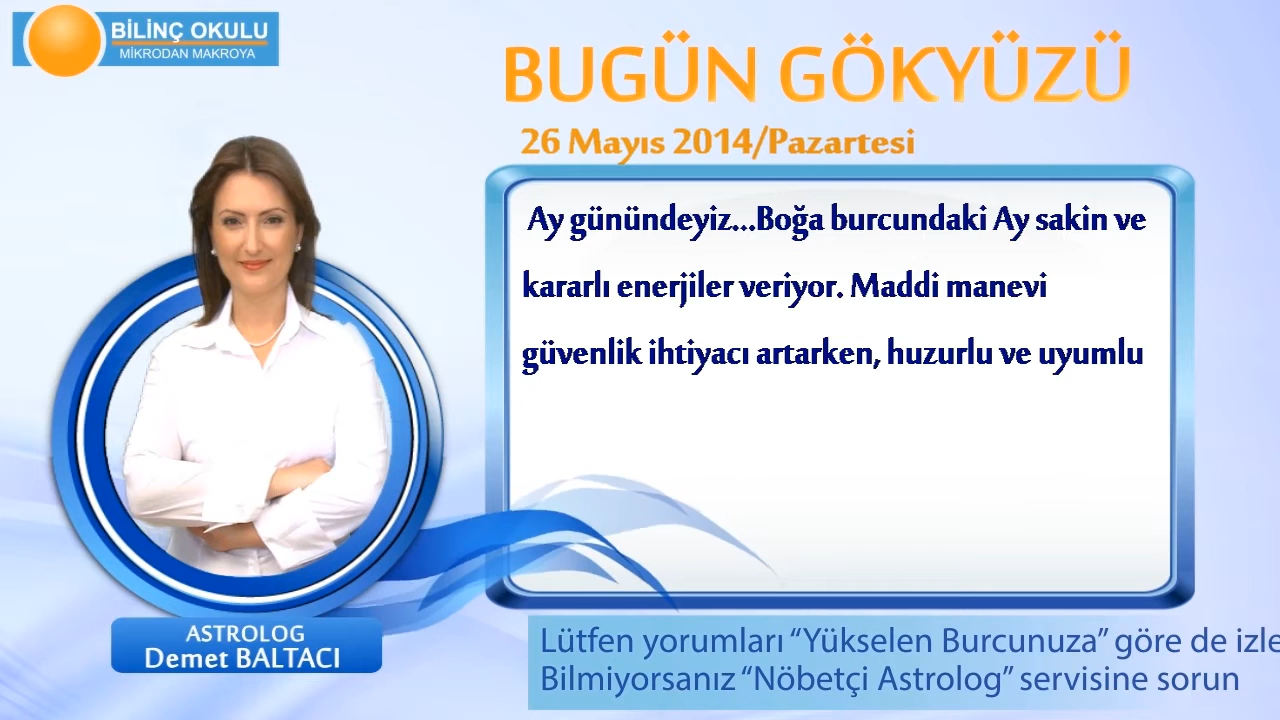 BİLİNÇ OKULU
MİKRODAN MAKROYA
BUGÜN GÖKYÜZÜ
26 Mayıs 2014/Pazartesi
Ay günündeyiz...Boğa burcundaki Ay sakin ve
kararlı enerjiler veriyor. Maddi manevi
güvenlik ihtiyacı artarken, huzurlu ve uyumlu
ASTROLOG
Demet BALTACI
Lütfen yorumları “Yükselen Burcunuza” göre de izle
Bilmiyorsanız “Nöbetçi Astrolog” servisine sorun